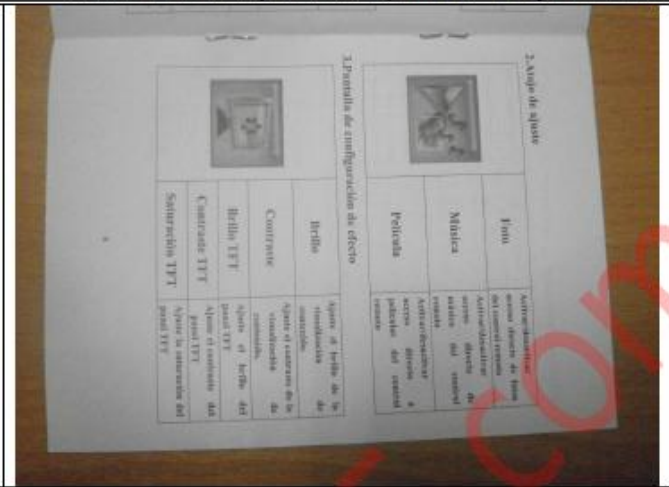 2.Atajo de ajuste
Foto
Activar/desactivar
acceso directo de foto
del control remoto
Música
Activar/desactivar
acceso directo de
música del control
remoto
Película
Activar/desactivar
acceso directo a
películas del control
remoto
3.Pantalla de configuración de efecto
Brillo
Ajuste el brillo de la
visualización de
contenido.
Contraste
Ajuste el contraste de la
visualización de
contenido.
Brillo TFT
Ajuste el brillo del
panel TFT
Contraste TFT
Ajuste el contraste del
panel TFT
Saturación TFT
Ajuste la saturación del
panel TFT
com